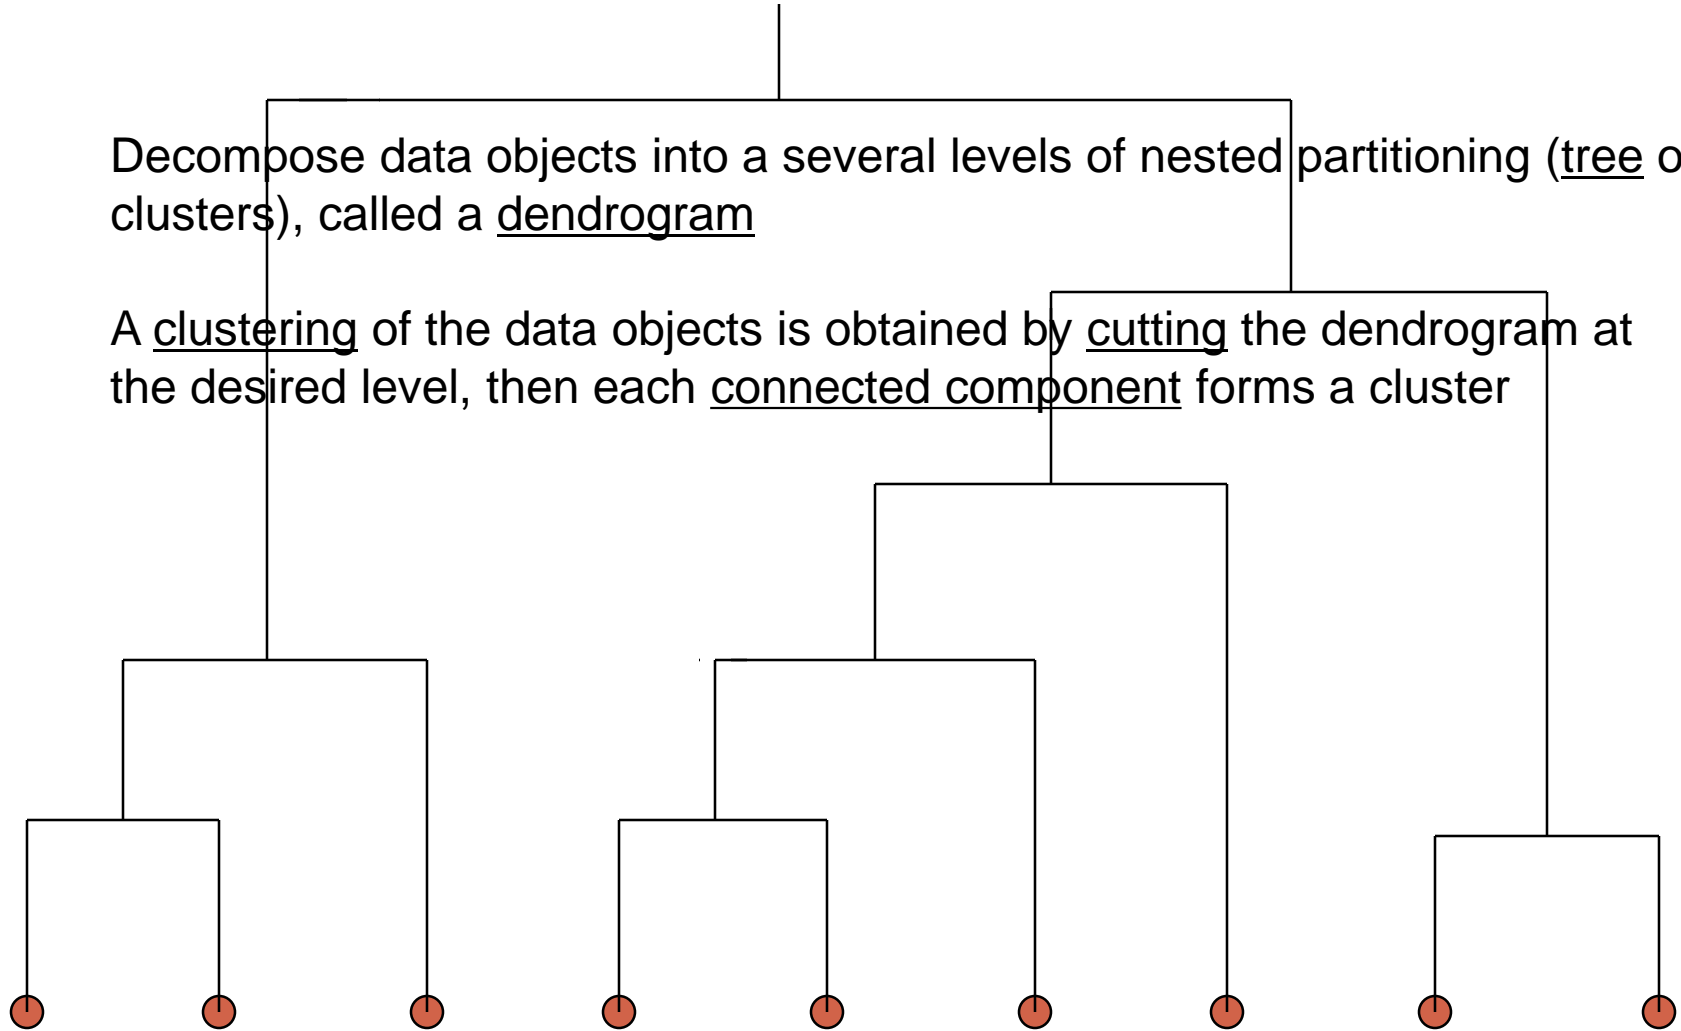 Decompose data objects into a several levels of nested partitioning (tree o
clusters), called a dendrogram
A clustering of the data objects is obtained by cutting the dendrogram at
the desired level, then each connected component forms a cluster